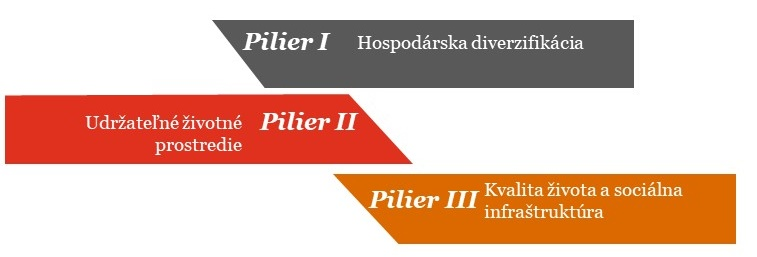 Pilier I Hospodárska diverzifikácia
Udržateľné životné prostredie Pilier II
Pilier III Kvalita života a sociálna infraštruktúra